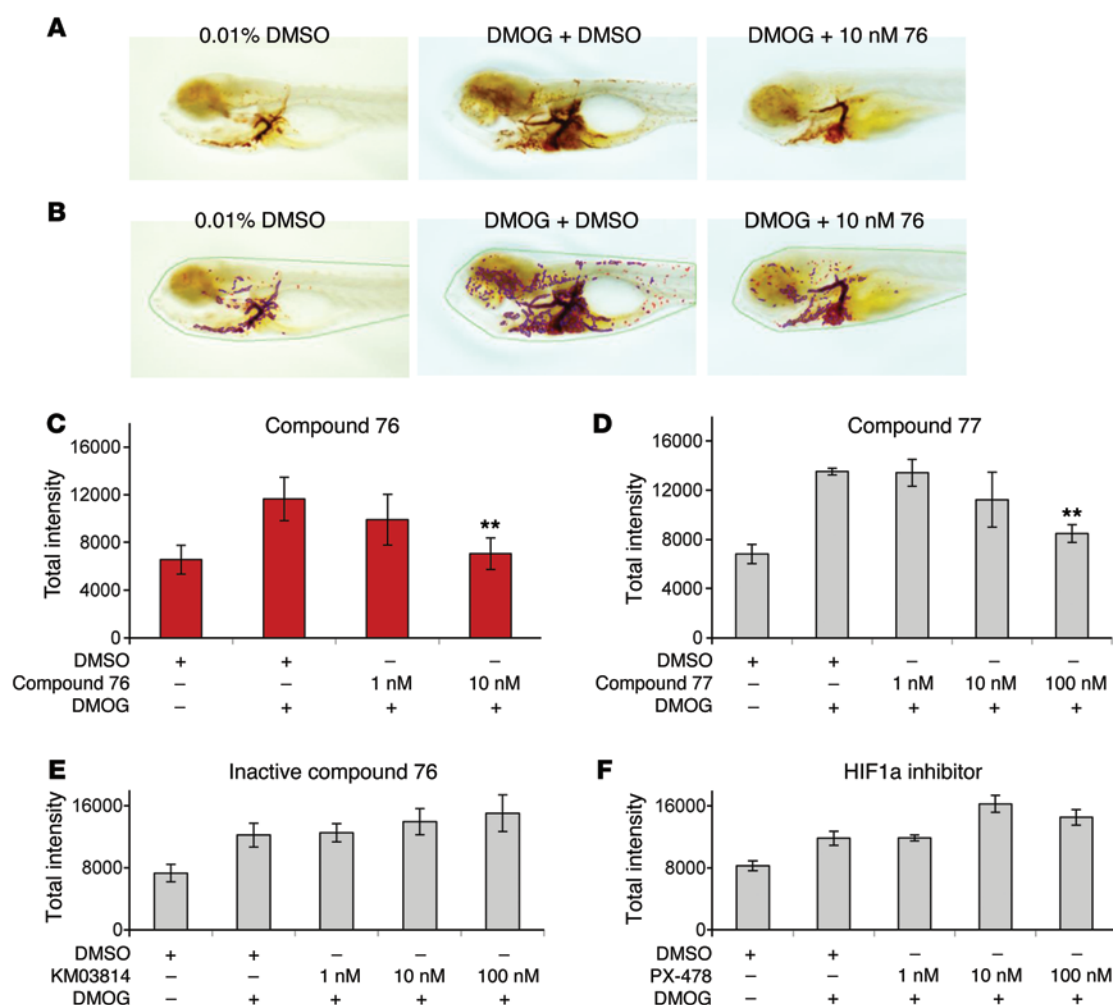 A
0.01% DMSO
DMOG + DMSO
DMOG + 10 nM 76
B
0.01% DMSO
DMOG + DMSO
DMOG + 10 nM 76
C
Compound 76
Total intensity
16000
12000
8000
4000
0
**
DMSO + + – –
Compound 76 – – 1 nM 10 nM
DMOG – + + +
D
Compound 77
Total intensity
16000
12000
8000
4000
0
**
DMSO + + – – –
Compound 77 – – 1 nM 10 nM 100 nM
DMOG – + + + +
E
Inactive compound 76
Total intensity
16000
8000
0
DMSO + + – – –
KM03814 – – 1 nM 10 nM 100 nM
DMOG – + + + +
F
HIF1a inhibitor
Total intensity
16000
8000
0
DMSO + + – – –
PX-478 – – 1 nM 10 nM 100 nM
DMOG – + + + +